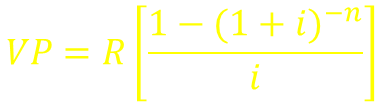 VP = R [ (1 − (1 + i)⁻ⁿ) / i ]